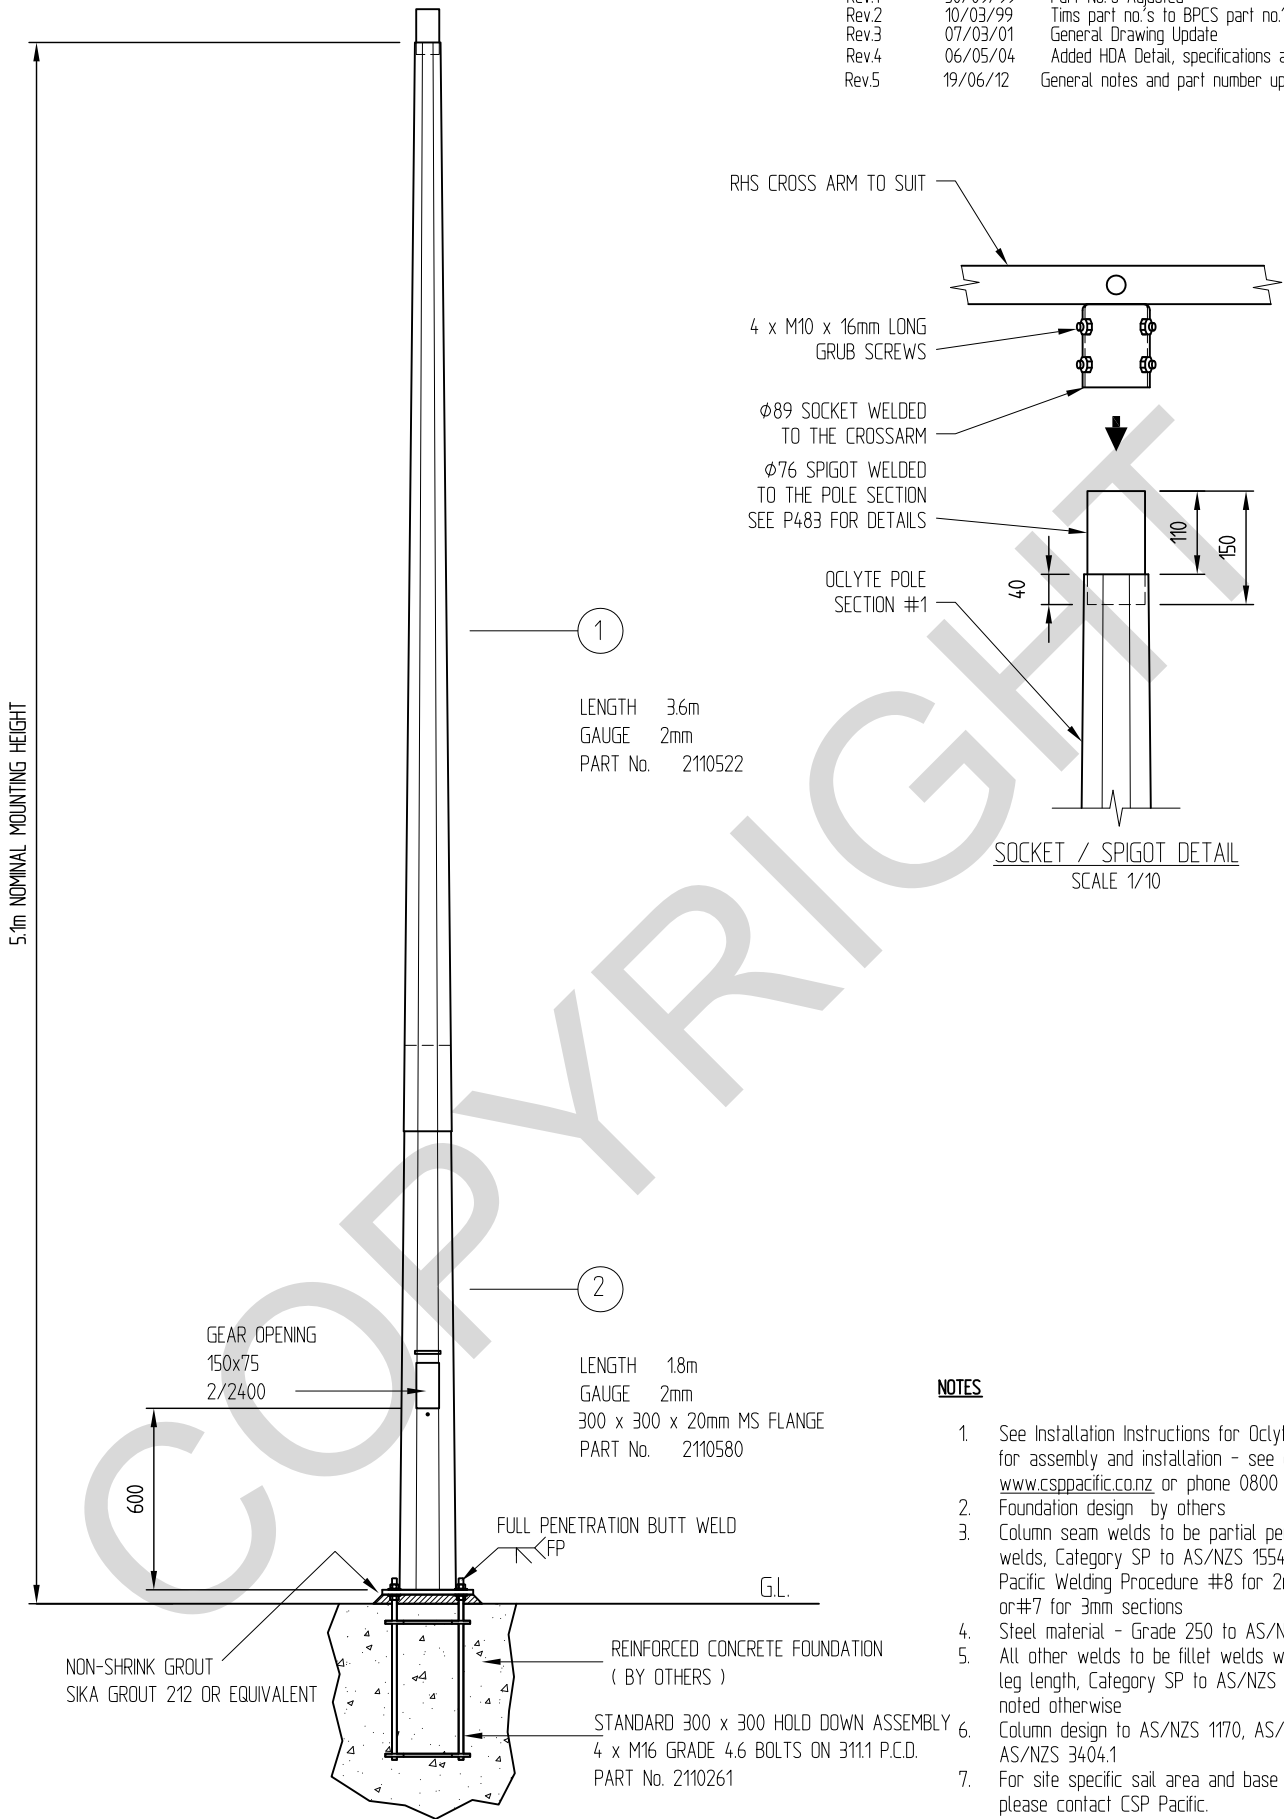 Rev.2 10/03/99 Tims part no.'s to BPCS part no.'
Rev.3 07/03/01 General Drawing Update
Rev.4 06/05/04 Added HDA Detail, specifications a
Rev.5 19/06/12 General notes and part number up
RHS CROSS ARM TO SUIT
4 x M10 x 16mm LONG
GRUB SCREWS
Ø89 SOCKET WELDED
TO THE CROSSARM
Ø76 SPIGOT WELDED
TO THE POLE SECTION
SEE P483 FOR DETAILS
110
150
40
OCLYTE POLE
SECTION #1
SOCKET / SPIGOT DETAIL
SCALE 1/10
5.1m NOMINAL MOUNTING HEIGHT
1
LENGTH 3.6m
GAUGE 2mm
PART No. 2110522
COPYRIGHT
2
GEAR OPENING
150x75
2/2400
LENGTH 1.8m
GAUGE 2mm
300 x 300 x 20mm MS FLANGE
PART No. 2110580
600
FULL PENETRATION BUTT WELD
FP
G.L.
NON-SHRINK GROUT
SIKA GROUT 212 OR EQUIVALENT
REINFORCED CONCRETE FOUNDATION
( BY OTHERS )
STANDARD 300 x 300 HOLD DOWN ASSEMBLY
4 x M16 GRADE 4.6 BOLTS ON 311.1 P.C.D.
PART No. 2110261
NOTES
1. See Installation Instructions for Oclyt
for assembly and installation - see
www.csppacific.co.nz or phone 0800
2. Foundation design by others
3. Column seam welds to be partial pe
welds, Category SP to AS/NZS 1554
Pacific Welding Procedure #8 for 2
or#7 for 3mm sections
4. Steel material - Grade 250 to AS/N
5. All other welds to be fillet welds w
leg length, Category SP to AS/NZS
noted otherwise
6. Column design to AS/NZS 1170, AS/
AS/NZS 3404.1
7. For site specific sail area and base
please contact CSP Pacific.